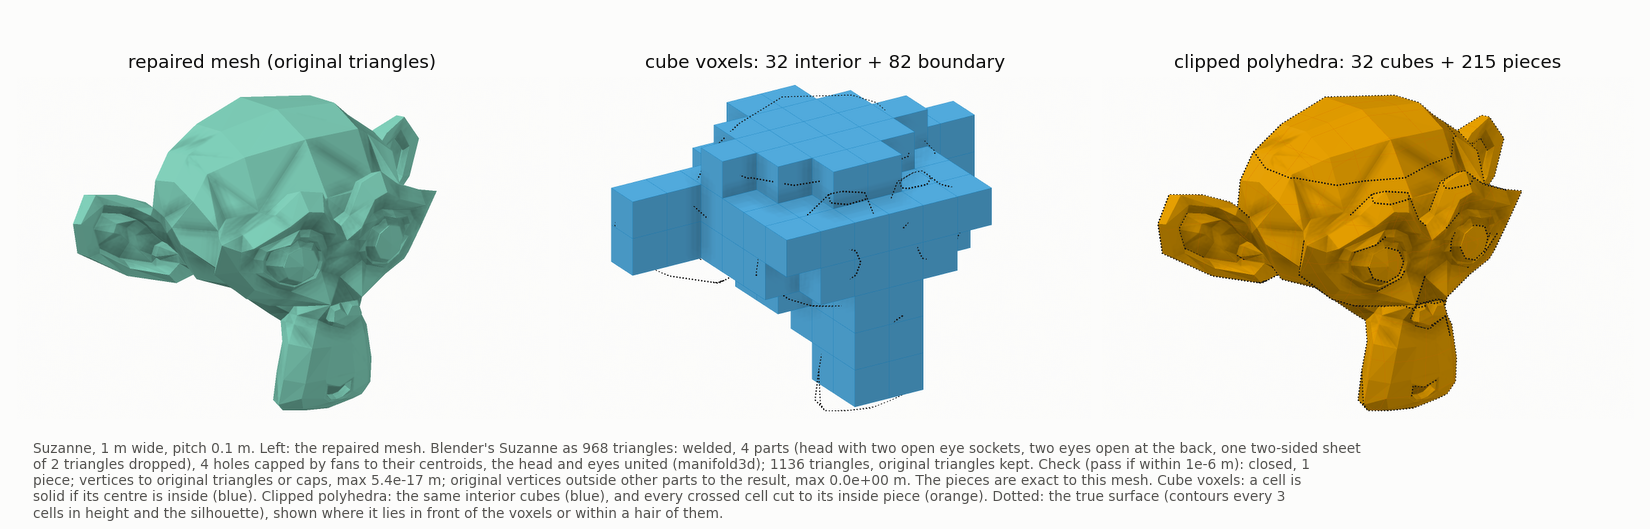 repaired mesh (original triangles)
cube voxels: 32 interior + 82 boundary
clipped polyhedra: 32 cubes + 215 pieces
Suzanne, 1 m wide, pitch 0.1 m. Left: the repaired mesh. Blender's Suzanne as 968 triangles: welded, 4 parts (head with two open eye sockets, two eyes open at the back, one two-sided sheet
of 2 triangles dropped), 4 holes capped by fans to their centroids, the head and eyes united (manifold3d); 1136 triangles, original triangles kept. Check (pass if within 1e-6 m): closed, 1
piece; vertices to original triangles or caps, max 5.4e-17 m; original vertices outside other parts to the result, max 0.0e+00 m. The pieces are exact to this mesh. Cube voxels: a cell is
solid if its centre is inside (blue). Clipped polyhedra: the same interior cubes (blue), and every crossed cell cut to its inside piece (orange). Dotted: the true surface (contours every 3
cells in height and the silhouette), shown where it lies in front of the voxels or within a hair of them.